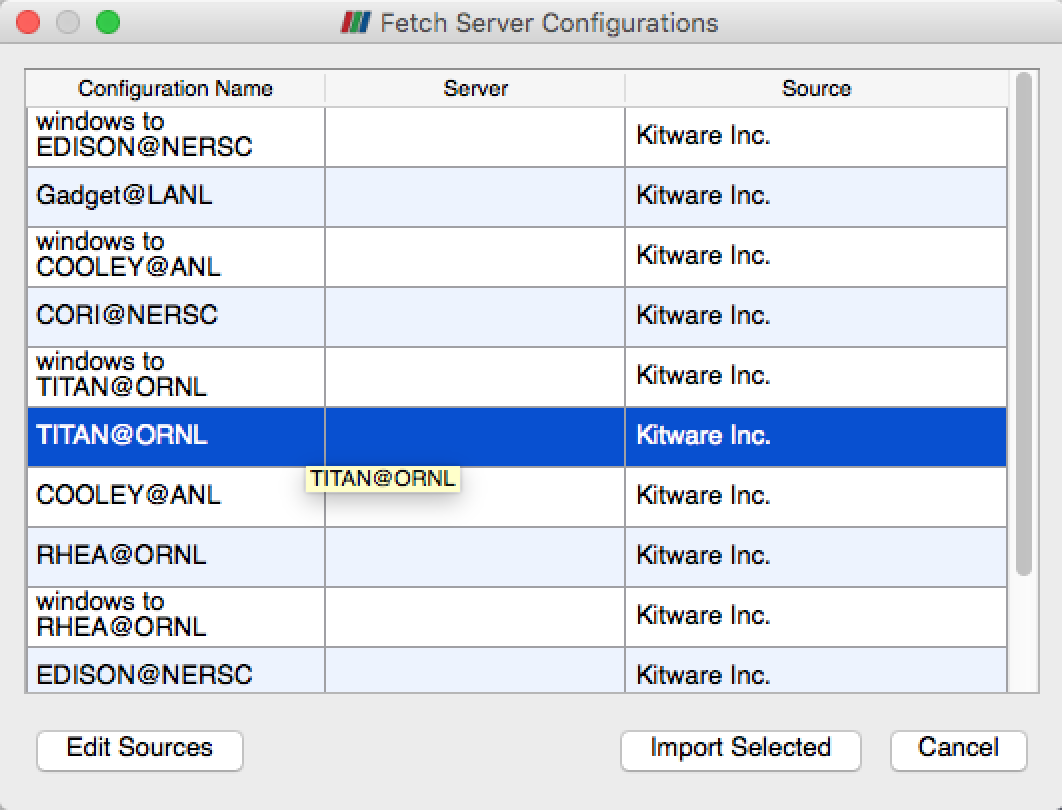 Fetch Server Configurations
Configuration Name Server Source
windows to
EDISON@NERSC Kitware Inc.
Gadget@LANL Kitware Inc.
windows to
COOLEY@ANL Kitware Inc.
CORI@NERSC Kitware Inc.
windows to
TITAN@ORNL Kitware Inc.
TITAN@ORNL Kitware Inc.
TITAN@ORNL
COOLEY@ANL Kitware Inc.
RHEA@ORNL Kitware Inc.
windows to
RHEA@ORNL Kitware Inc.
EDISON@NERSC Kitware Inc.
Edit Sources Import Selected Cancel